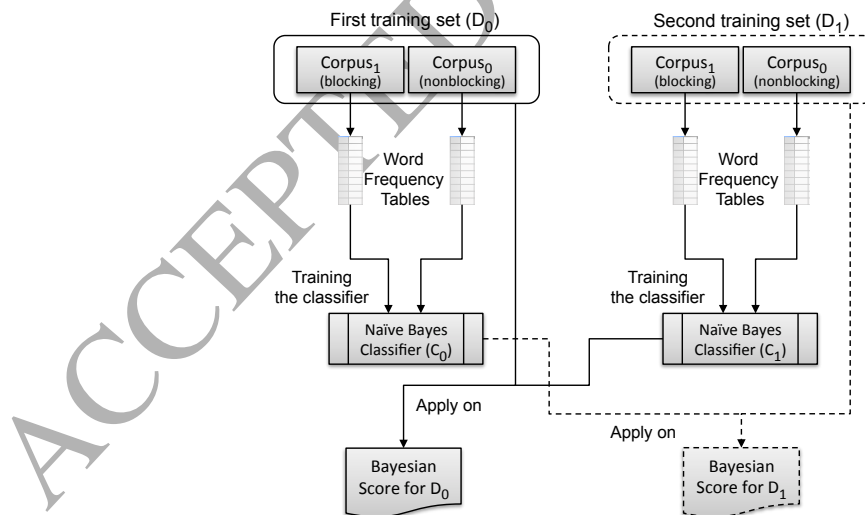 First training set (D0)
Second training set (D1)
Corpus1
(blocking)
Corpus0
(nonblocking)
Corpus1
(blocking)
Corpus0
(nonblocking)
Word
Frequency
Tables
Word
Frequency
Tables
Training
the classifier
Training
the classifier
Naïve Bayes
Classifier (C0)
Naïve Bayes
Classifier (C1)
Apply on
Apply on
Bayesian
Score for D0
Bayesian
Score for D1
ACCEPTED